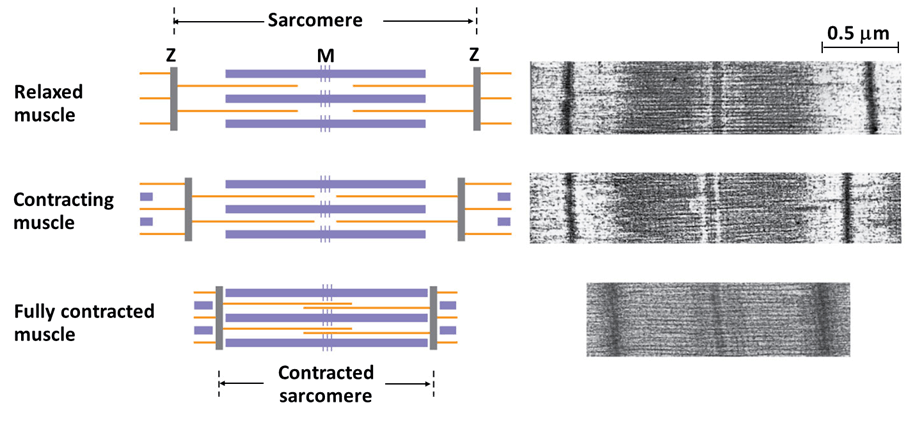 Sarcomere
0.5 µm
Z
M
Z
Relaxed
muscle
Contracting
muscle
Fully contracted
muscle
Contracted
sarcomere